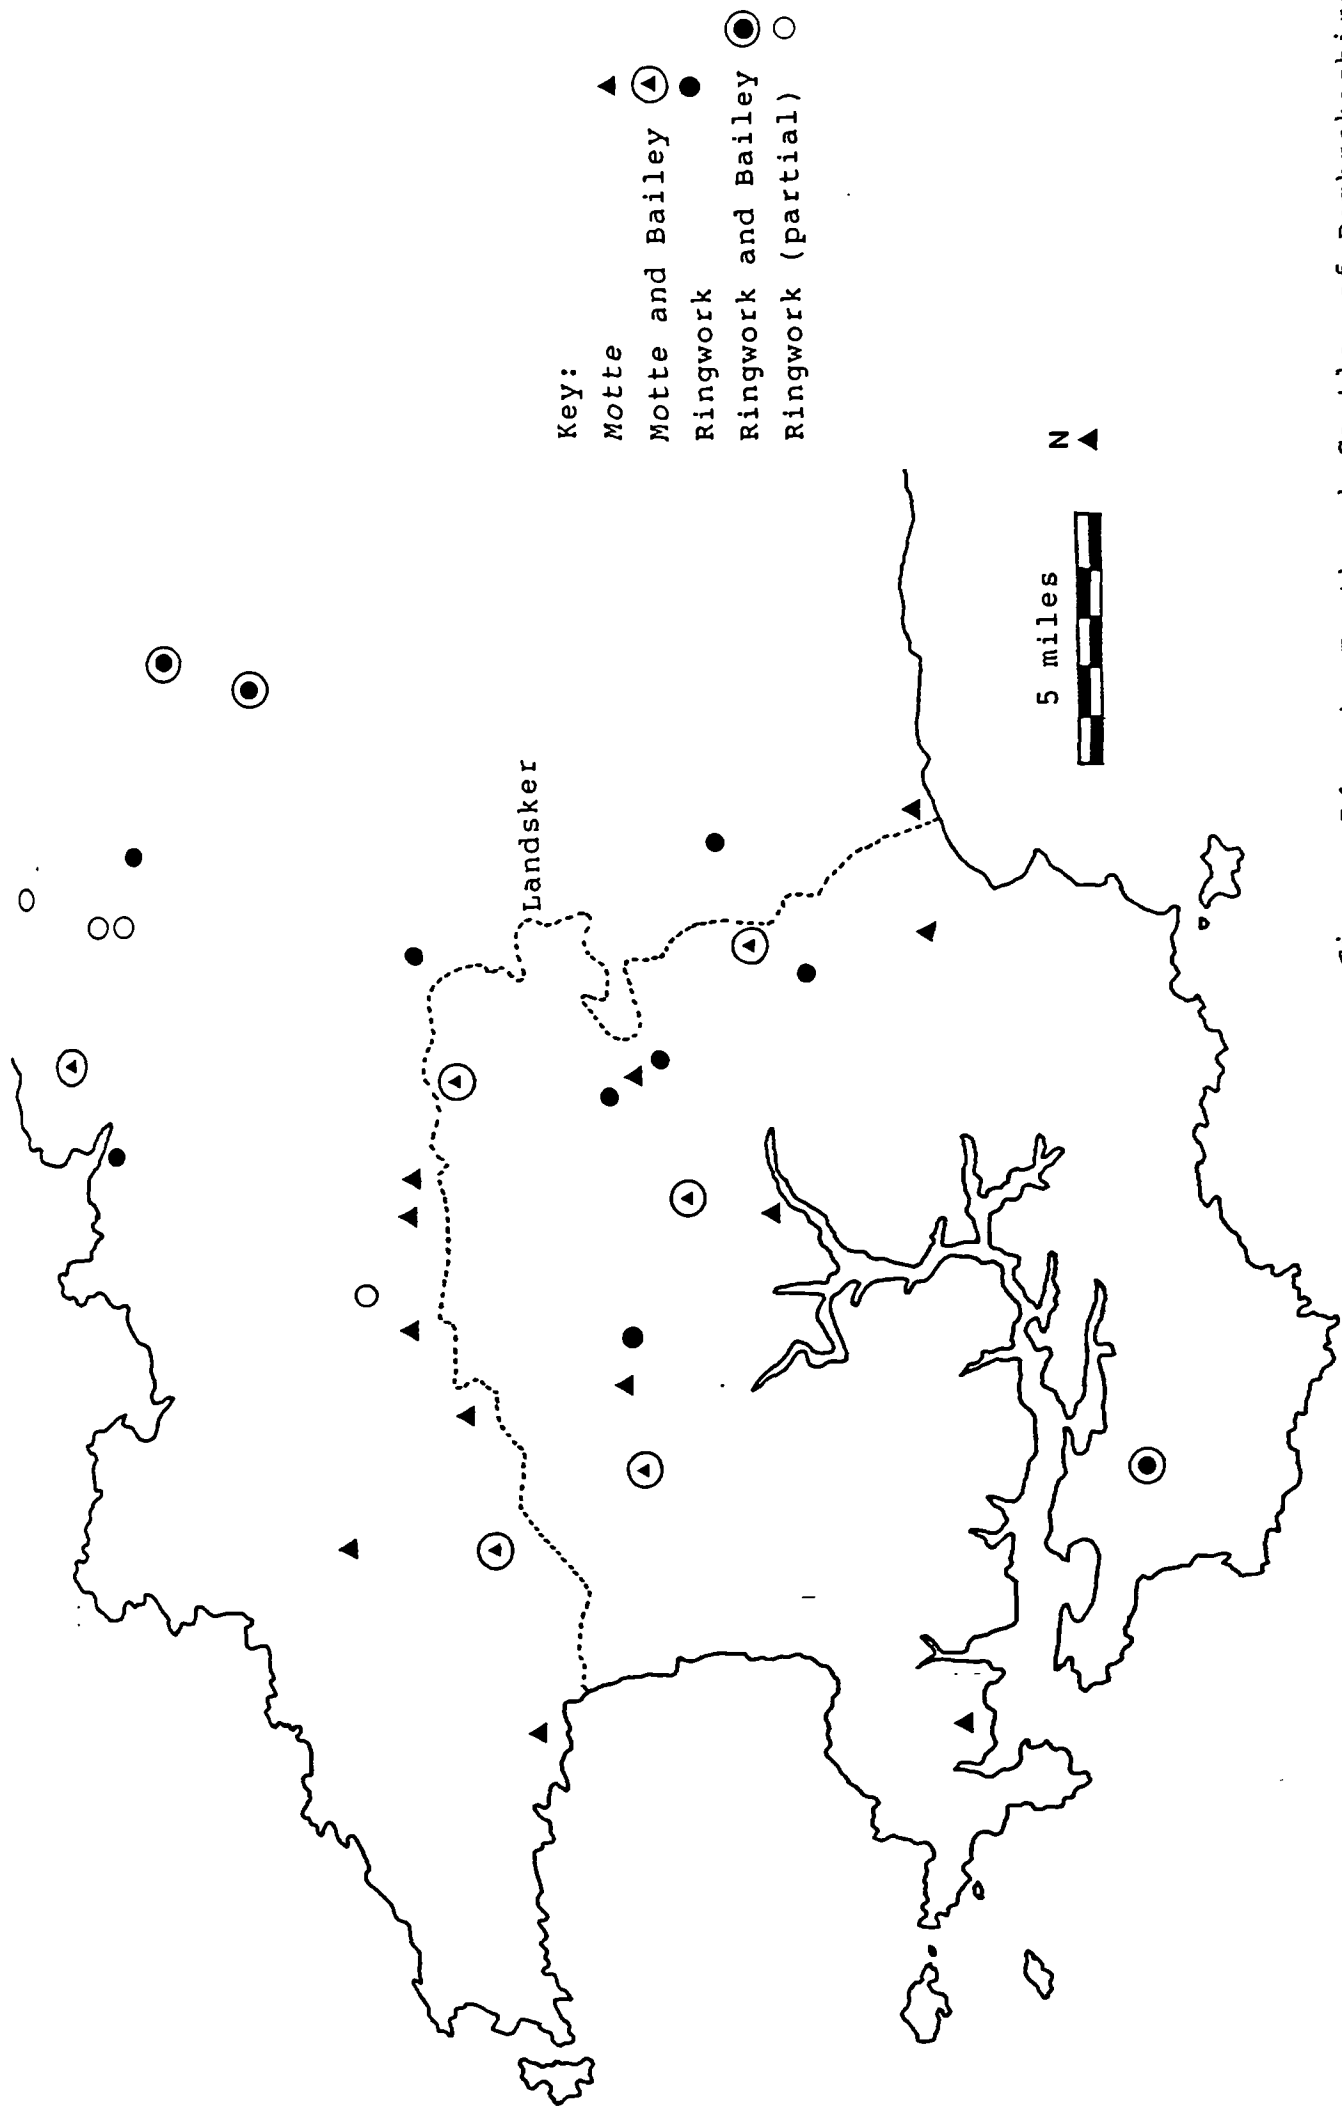 Landsker
Key:
Motte
Motte and Bailey
Ringwork
Ringwork and Bailey
Ringwork (partial)
N
5 miles